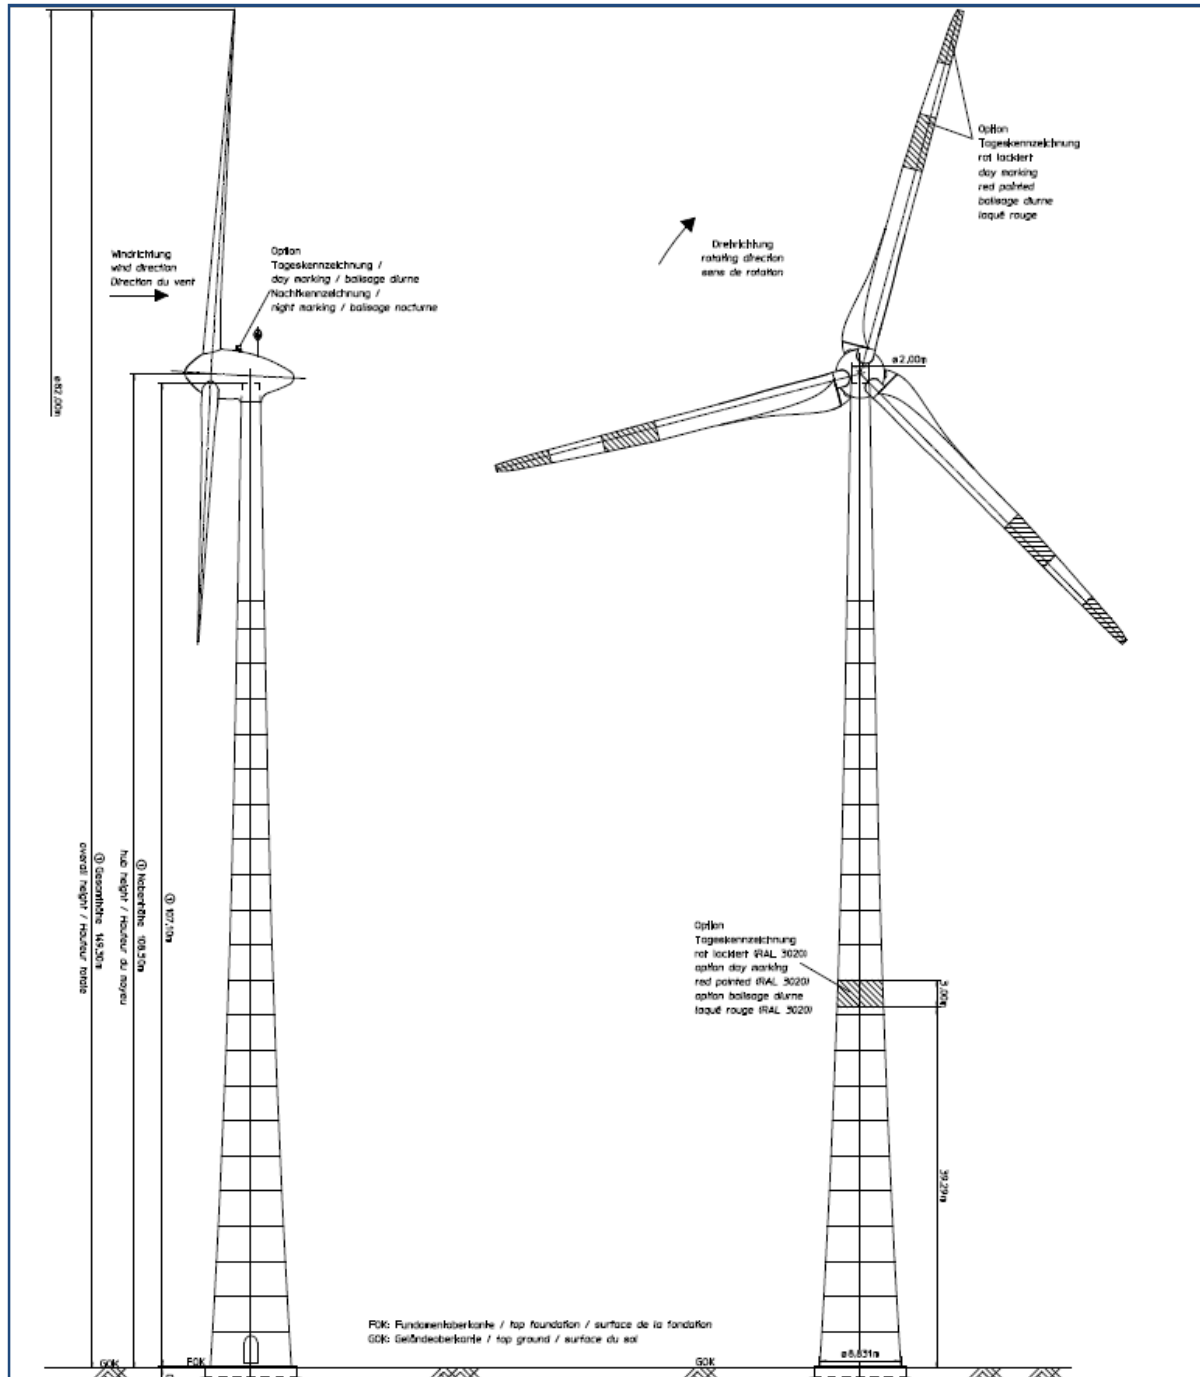 Option
Tageskennzeichnung
rot lackiert
day marking
red painted
balisage diurne
laqué rouge
Drehrichtung
rotating direction
sens de rotation
Windrichtung
wind direction
Direction du vent
Option
Tageskennzeichnung /
day marking / balisage diurne
Nachtkennzeichnung /
night marking / balisage nocturne
ø82,00m
ø2,00m
① Gesamthöhe 149,50m
overall height / Hauteur totale
① Nabenhöhe 108,50m
hub height / Hauteur du moyeu
① 107,10m
Option
Tageskennzeichnung
rot lackiert (RAL 3020)
option day marking
red painted (RAL 3020)
option balisage diurne
laqué rouge (RAL 3020)
3,00m
39,29m
FOK: Fundamentoberkante / top foundation / surface de la fondation
GOK: Geländeoberkante / top ground / surface du sol
ø8,831m
GOK
FOK
GOK